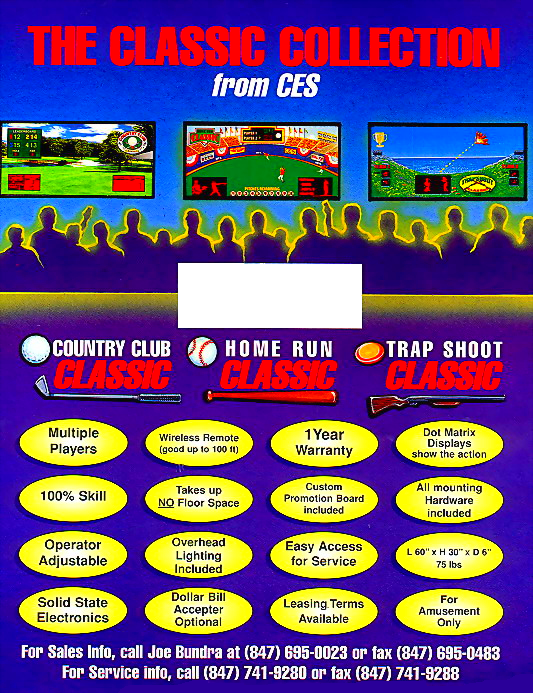 THE CLASSIC COLLECTION
from CES
COUNTRY CLUB
CLASSIC
HOME RUN
CLASSIC
TRAP SHOOT
CLASSIC
Multiple
Players
Wireless Remote
(good up to 100 ft)
1Year
Warranty
Dot Matrix
Displays
show the action
100% Skill
Takes up
NO Floor Space
Custom
Promotion Board
included
All mounting
Hardware
included
Operator
Adjustable
Overhead
Lighting
Included
Easy Access
for Service
L 60" x H 30" x D 6"
75 lbs
Solid State
Electronics
Dollar Bill
Accepter
Optional
Leasing Terms
Available
For
Amusement
Only
For Sales Info, call Joe Bundra at (847) 695-0023 or fax (847) 695-0483
For Service info, call (847) 741-9280 or fax (847) 741-9288